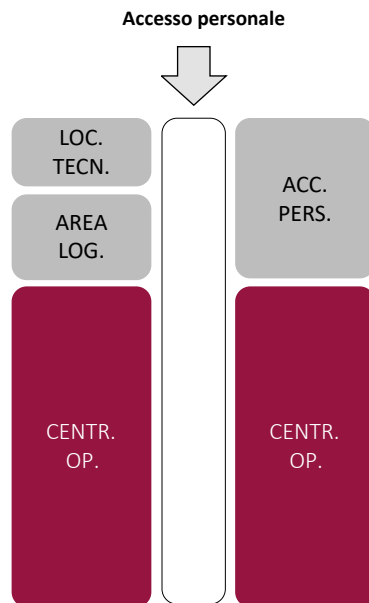 Accesso personale
LOC.
TECN.
ACC.
PERS.
AREA
LOG.
CENTR.
OP.
CENTR.
OP.